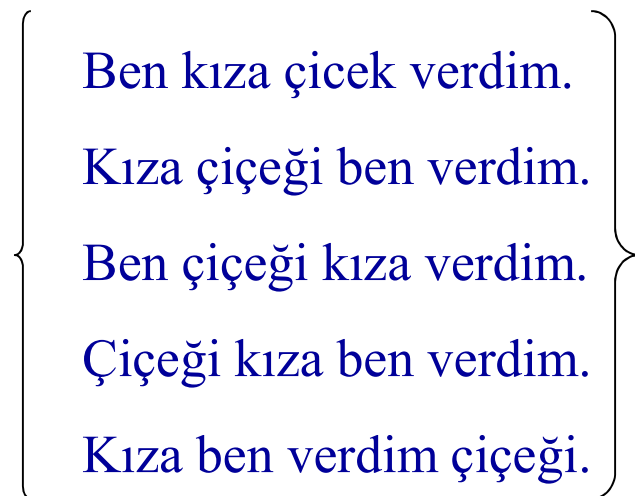 Ben kıza çicek verdim.
Kıza çiçeği ben verdim.
Ben çiçeği kıza verdim.
Çiçeği kıza ben verdim.
Kıza ben verdim çiçeği.